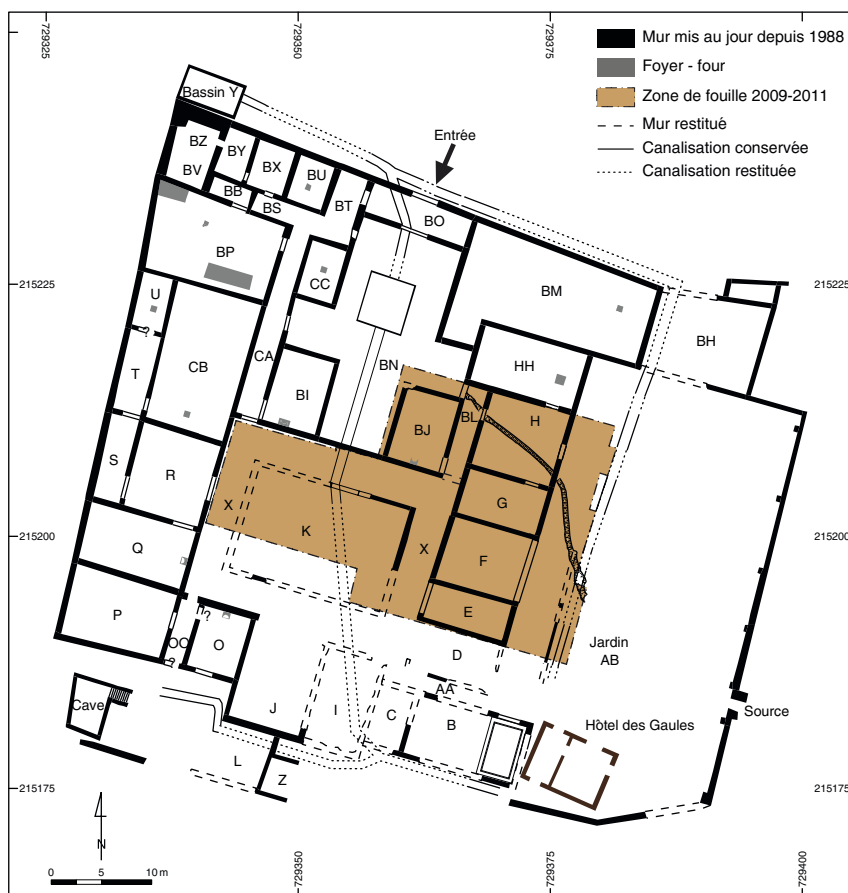 729325
729350
729375
Mur mis au jour depuis 1988
Foyer - four
Zone de fouille 2009-2011
Mur restitué
Canalisation conservée
Canalisation restituée
Bassin Y
Entrée
BZ
BY
BX
BU
BV
BB
BS
BT
BO
BP
CC
BM
215225
215225
U
BH
?
CA
BN
HH
T
CB
BI
BJ
BL
H
S
R
G
X
K
X
F
215200
215200
Q
E
P
?
OO
O
?
D
Jardin
AB
AA
Cave
J
I
C
B
Hôtel des Gaules
Source
L
Z
215175
215175
N
0 5 10 m
729350
729375
729400